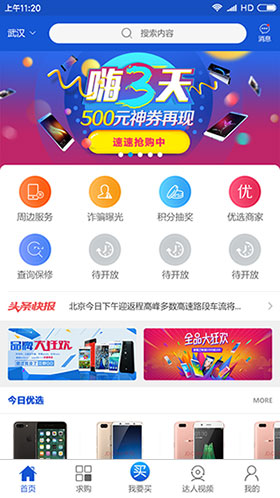 上午11:20
HD
武汉
搜索内容
消息
嗨3天
500元神券再现
速速抢购中
周边服务
诈骗曝光
积分抽奖
优
优选商家
查询保修
待开放
待开放
待开放
头条快报
北京今日下午迎返程高峰多数高速路段车流将...
品牌大狂欢
全品大狂欢
今日优选
更多
首页
求购
买
我要买
达人视频
我的